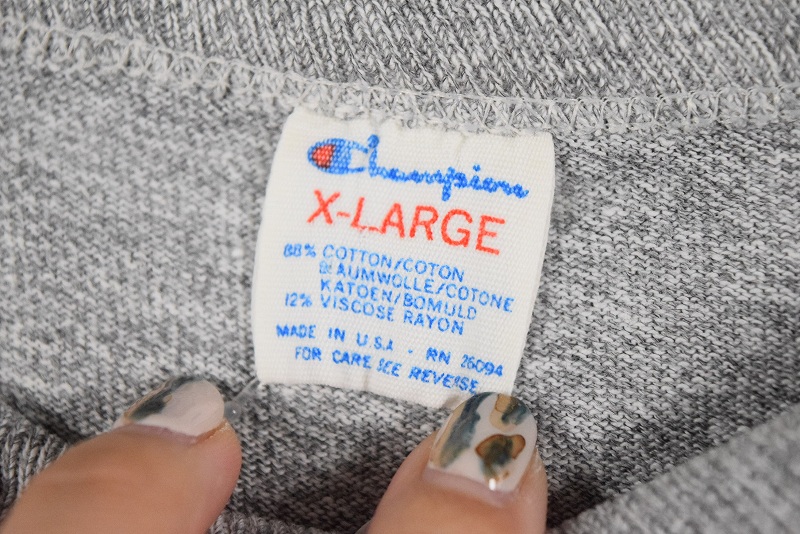 Champion
X-LARGE
88% COTTON/COTON
BAUMWOLLE/COTONE
KATOEN/BOMULD
12% VISCOSE RAYON
MADE IN U.S.A - RN 26094
FOR CARE SEE REVERSE